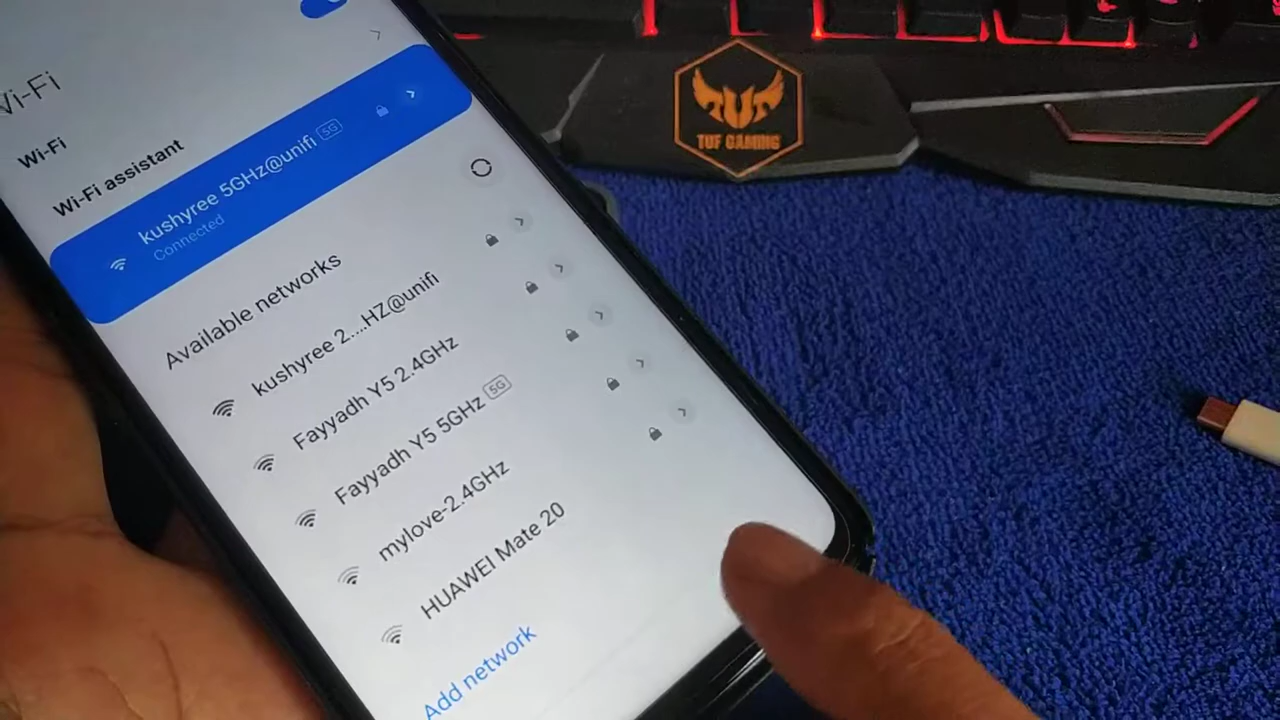 Wi-Fi
Wi-Fi
Wi-Fi assistant
kushyree 5GHz@unifi 5G
Connected
Available networks
kushyree 2....HZ@unifi
Fayyadh Y5 2.4GHz
Fayyadh Y5 5GHz 5G
mylove-2.4GHz
HUAWEI Mate 20
Add network
TUF GAMING